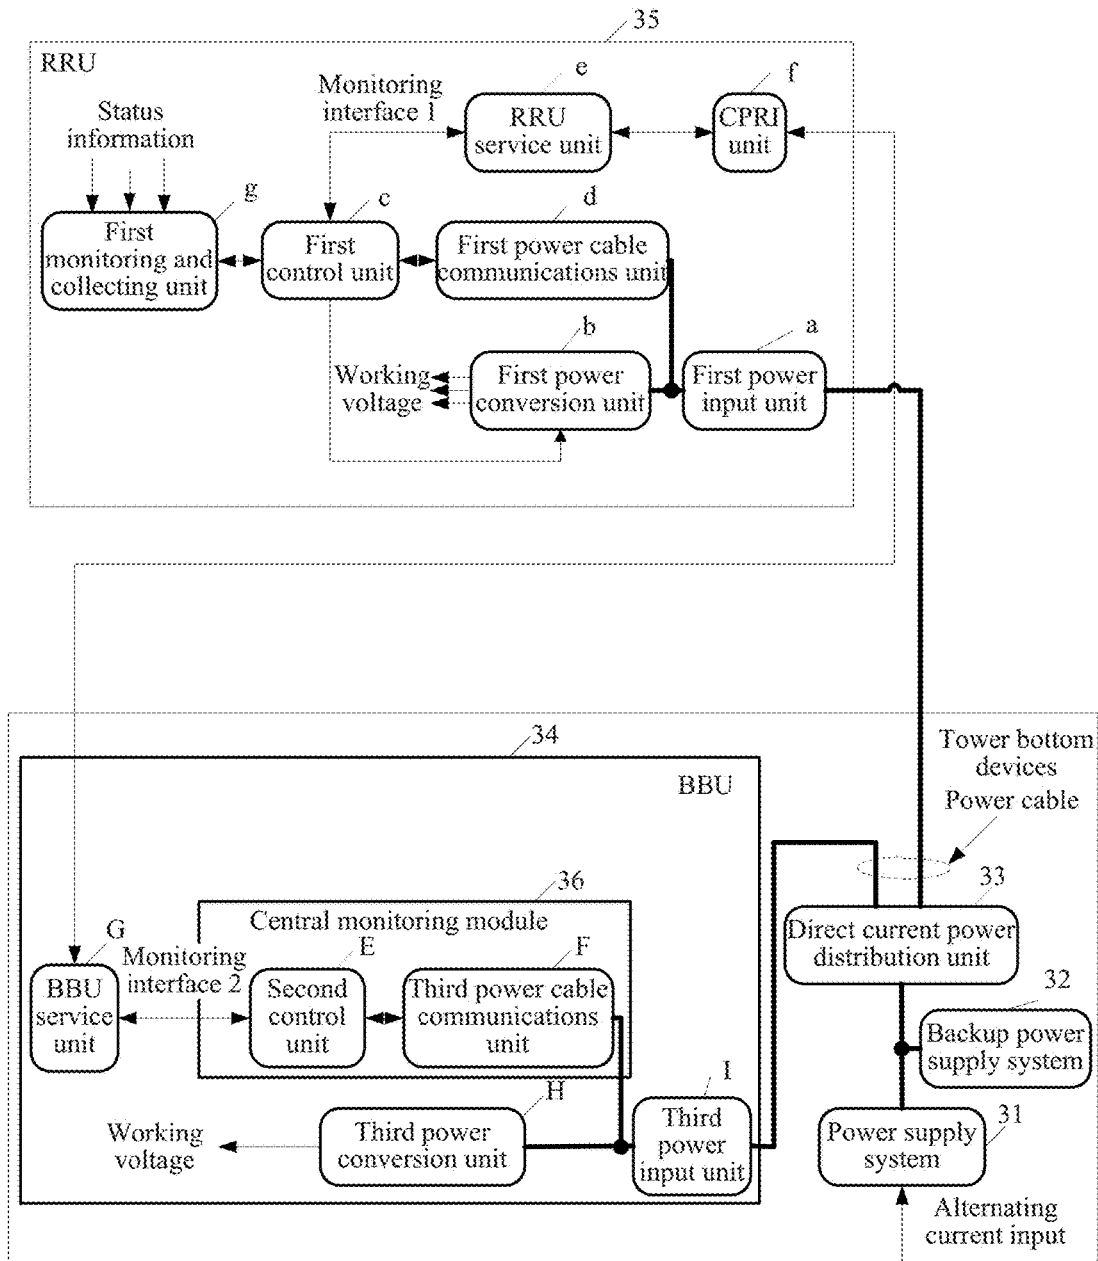 35
RRU
Status
information
Monitoring
interface 1
e
RRU
service unit
f
CPRI
unit
g
First
monitoring and
collecting unit
c
First
control unit
d
First power cable
communications unit
Working
voltage
b
First power
conversion unit
a
First power
input unit
34
BBU
Tower bottom
devices
Power cable
36
Central monitoring module
33
Direct current power
distribution unit
G
BBU
service
unit
Monitoring
interface 2
E
Second
control
unit
F
Third power cable
communications
unit
32
Backup power
supply system
Working
voltage
H
Third power
conversion unit
I
Third
power
input unit
31
Power supply
system
Alternating
current input